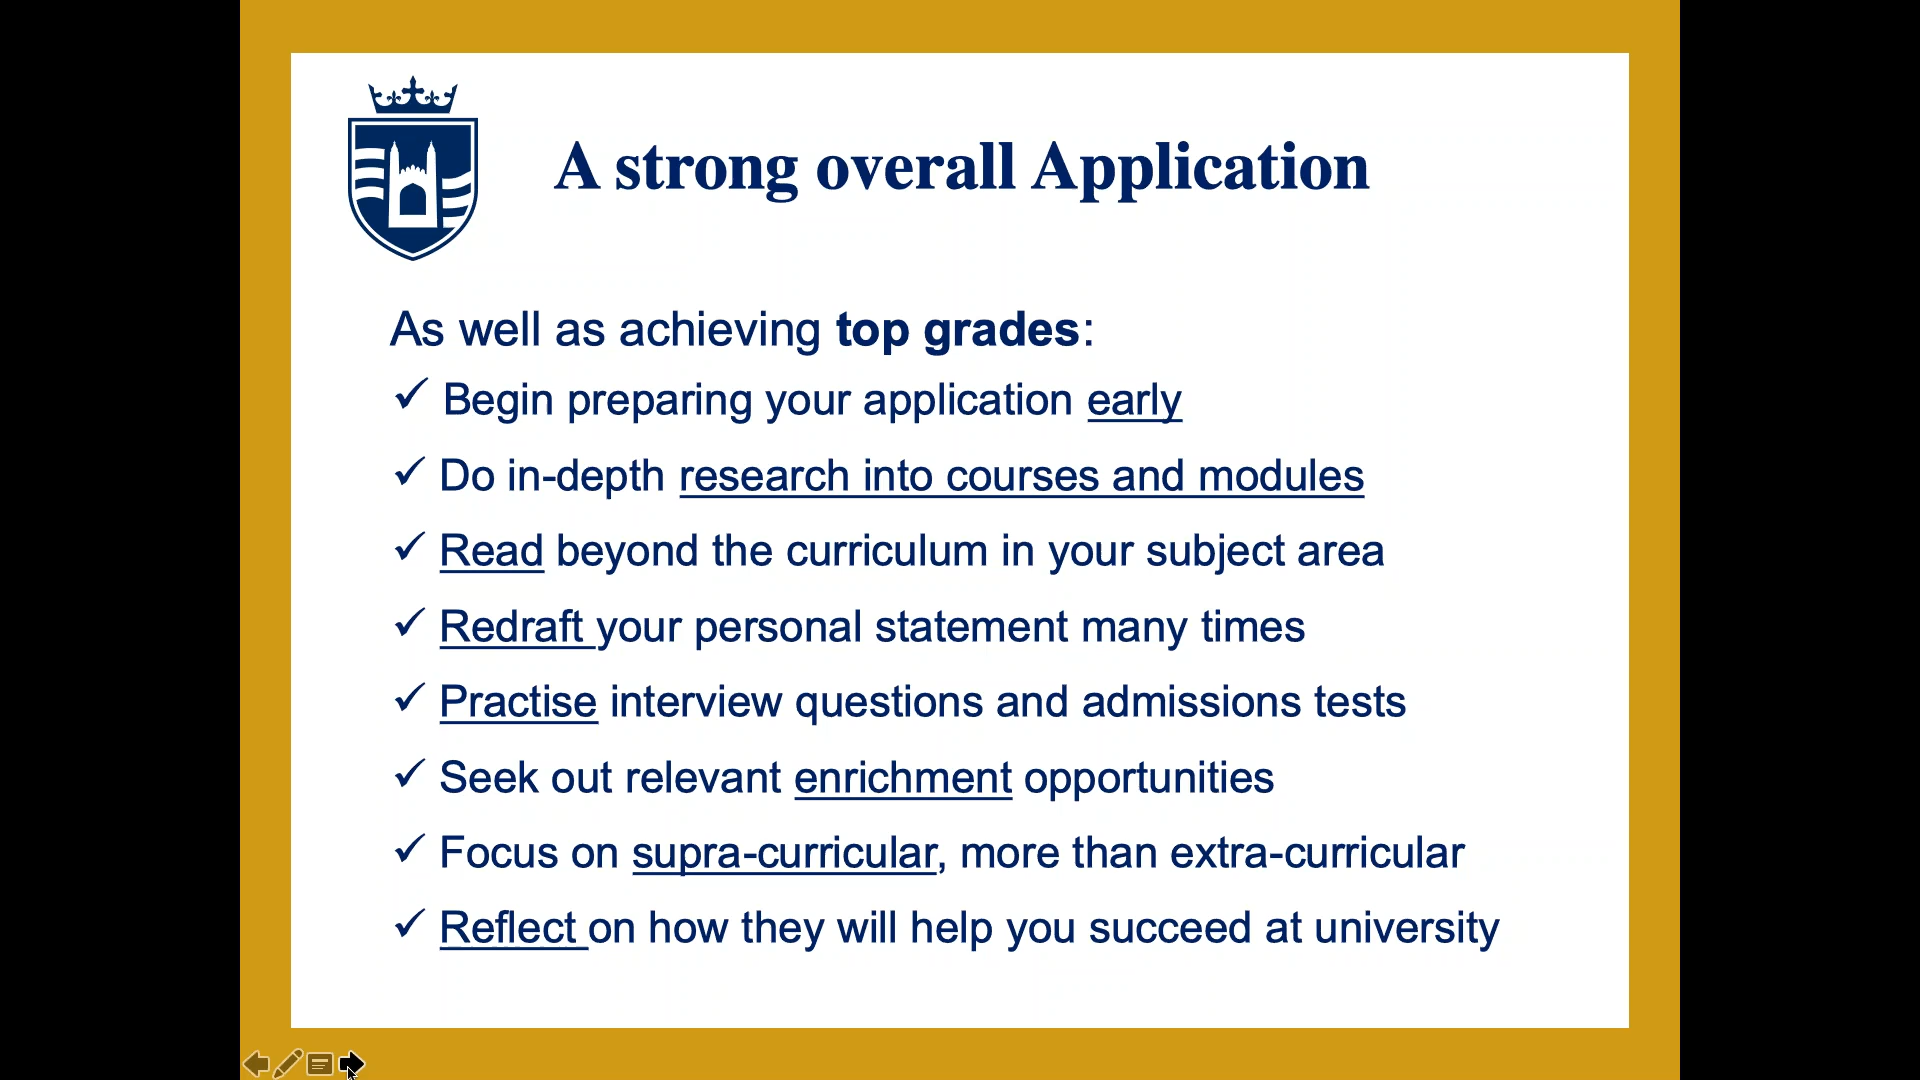 A strong overall Application
As well as achieving top grades:
✓ Begin preparing your application early
✓ Do in-depth research into courses and modules
✓ Read beyond the curriculum in your subject area
✓ Redraft your personal statement many times
✓ Practise interview questions and admissions tests
✓ Seek out relevant enrichment opportunities
✓ Focus on supra-curricular, more than extra-curricular
✓ Reflect on how they will help you succeed at university